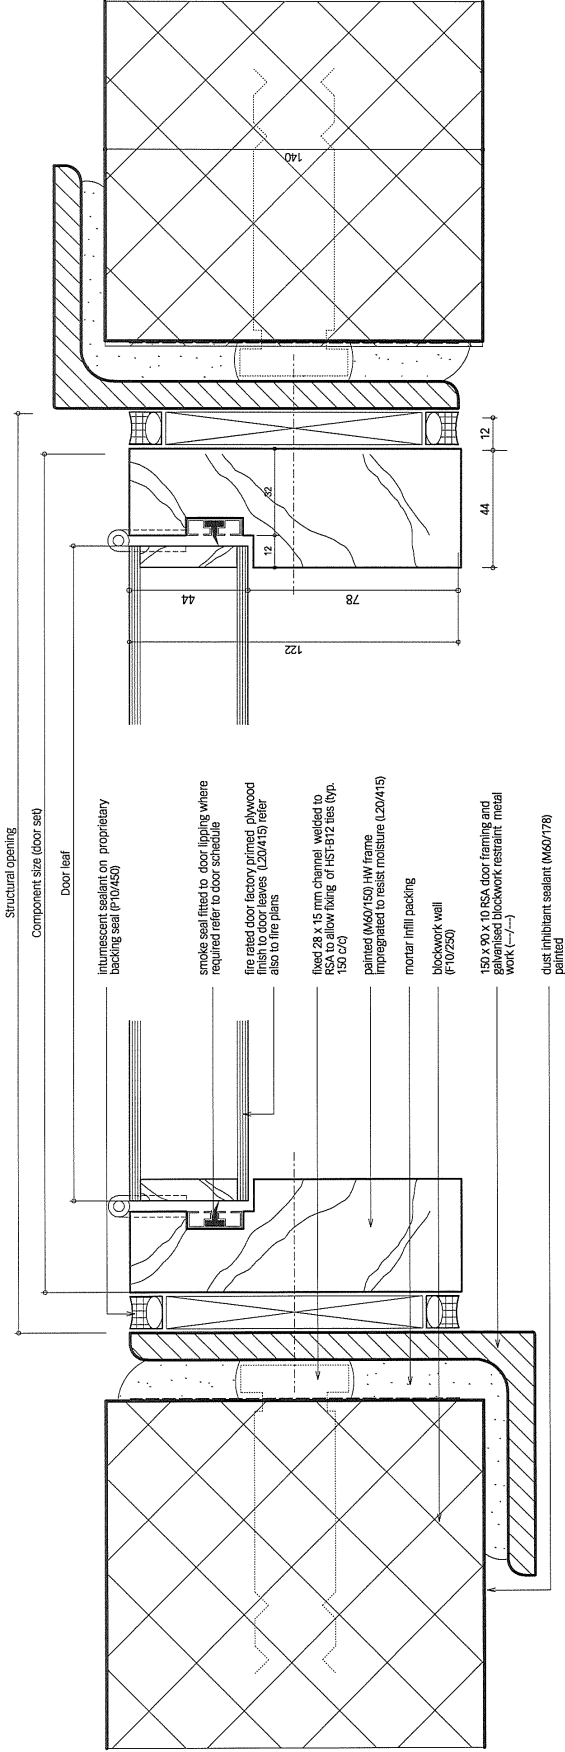 Structural opening
Component size (door set)
Door leaf
intumescent sealant on proprietary
backing seal (P10/450)
smoke seal fitted to door lipping where
required refer to door schedule
fire rated door factory primed plywood
finish to door leaves (L20/415) refer
also to fire plans
fixed 28 x 15 mm channel welded to
RSA to allow fixing of HST-B12 ties (typ.
150 c/c)
painted (M60/150) HW frame
impregnated to resist moisture (L20/415)
mortar infill packing
blockwork wall
(F10/250)
150 x 90 x 10 RSA door framing and
galvanised blockwork restraint metal
work (---/---)
dust inhibitant sealant (M60/178)
painted
140
12
44
32
12
44
78
122